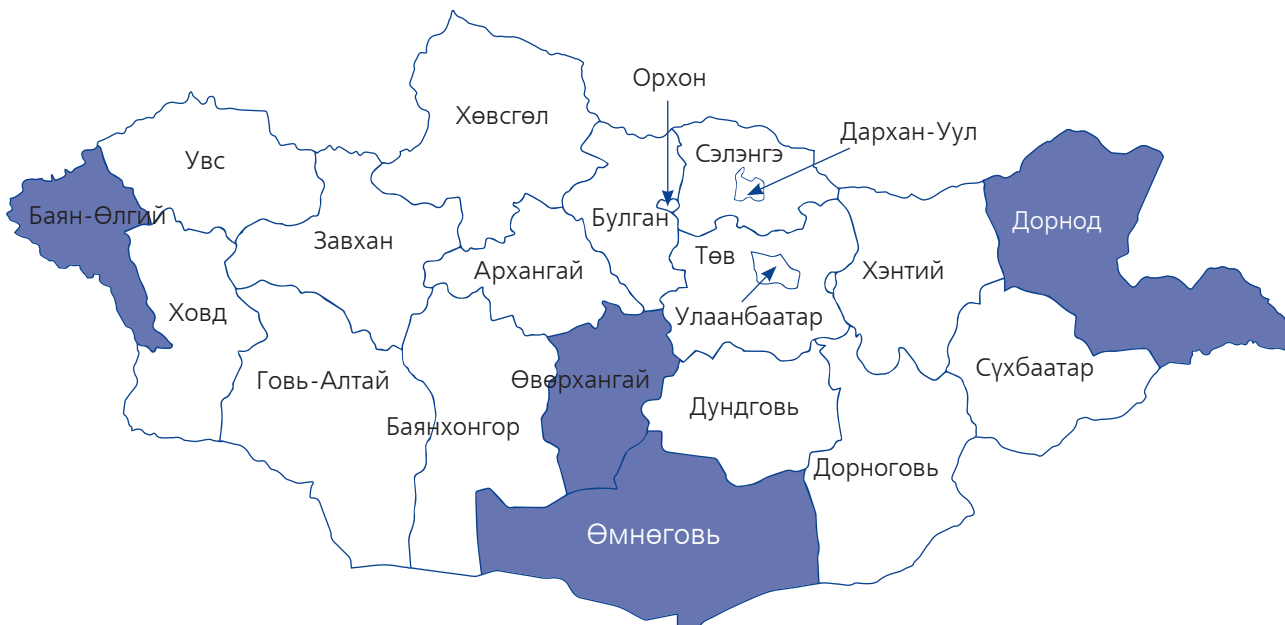 Орхон
Хөвсгөл
Дархан-Уул
Сэлэнгэ
Увс
Баян-Өлгий
Булган
Дорнод
Завхан
Төв
Архангай
Хэнтий
Ховд
Улаанбаатар
Говь-Алтай
Өвөрхангай
Сүхбаатар
Дундговь
Баянхонгор
Дорноговь
Өмнөговь